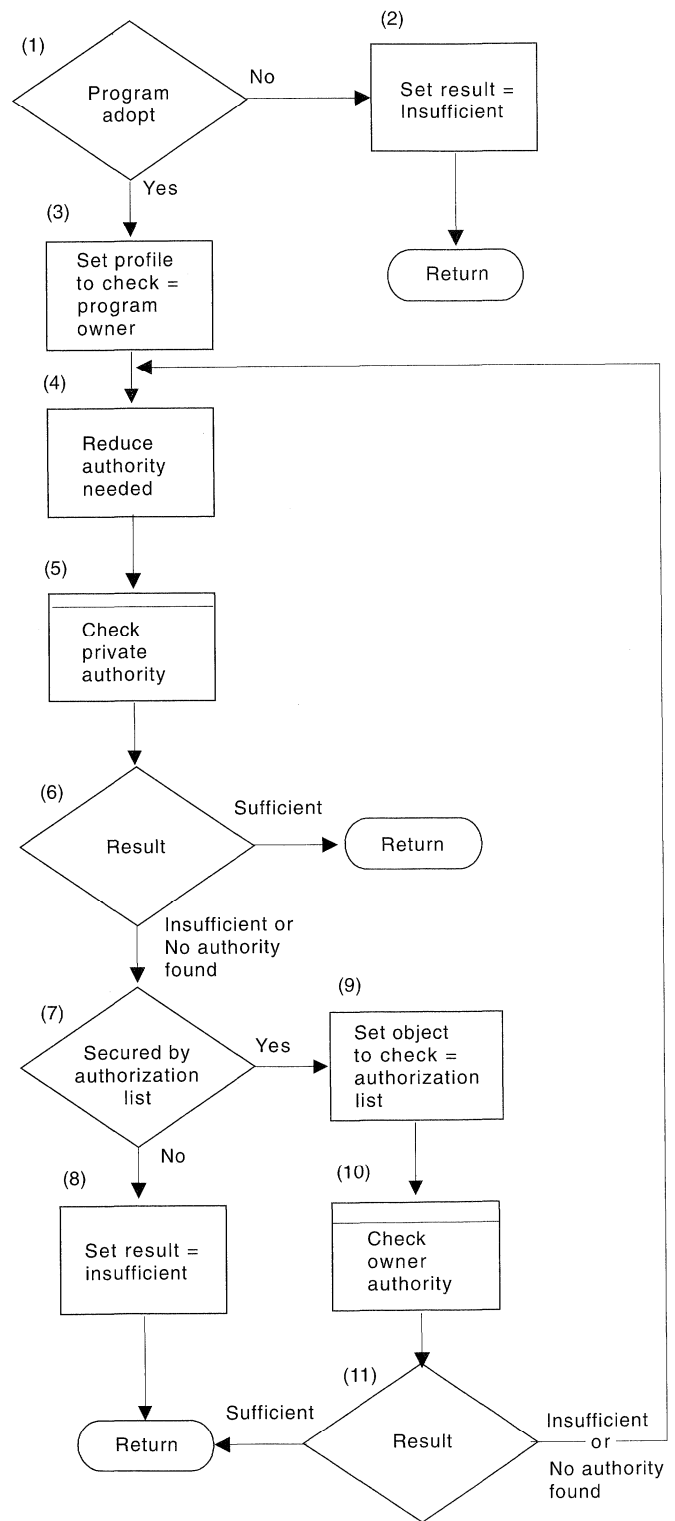 (1)
Program
adopt
No
(2)
Set result =
Insufficient
Yes
Return
(3)
Set profile
to check =
program
owner
(4)
Reduce
authority
needed
(5)
Check
private
authority
(6)
Result
Sufficient
Return
Insufficient or
No authority
found
(7)
Secured by
authorization
list
Yes
(9)
Set object
to check =
authorization
list
No
(8)
Set result =
insufficient
(10)
Check
owner
authority
(11)
Result
Sufficient
Return
Insufficient
or
No authority
found